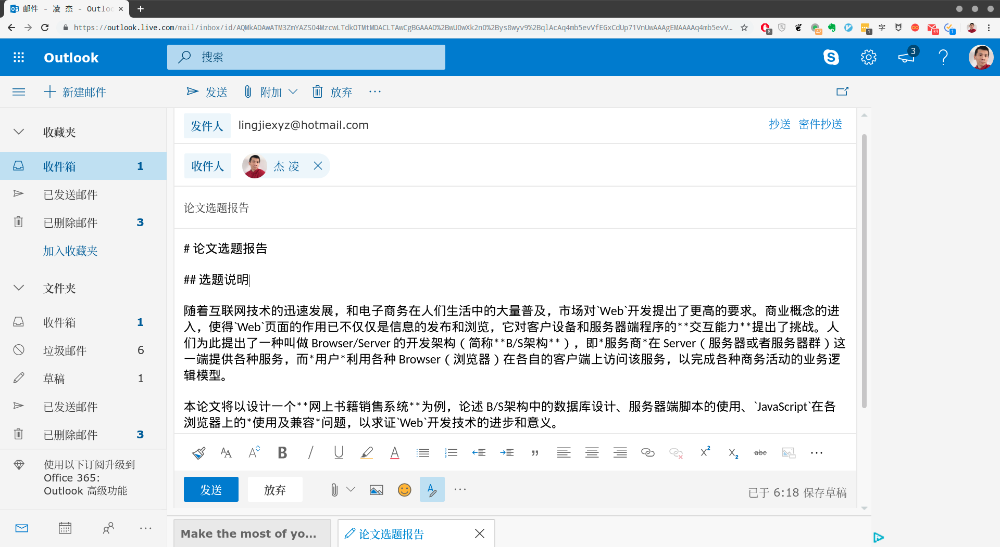 邮件 - 凌 杰 - Outlo
https://outlook.live.com/mail/inbox/id/AQMkADAwATM3ZmYAZS04MzcwLTdkOTMtMDACLTAwCgBGAAAD%2BwU0wXk2n0%2Bys8wyv9%2BqlAcAq4mb5evVfEGxCdUp71VnUwAAAgEMAAAAq4mb5evV...
8
42
1
字
39
1
Outlook
搜索
S
3
新建邮件
发送
附加
放弃
收藏夹
收件箱 1
已发送邮件
已删除邮件 3
加入收藏夹
文件夹
收件箱 1
垃圾邮件 6
草稿 1
已发送邮件
已删除邮件 3
使用以下订阅升级到
Office 365:
Outlook 高级功能
发件人 lingjiexyz@hotmail.com 抄送 密件抄送
收件人 杰 凌
论文选题报告
# 论文选题报告
## 选题说明
随着互联网技术的迅速发展，和电子商务在人们生活中的大量普及，市场对`Web`开发提出了更高的要求。商业概念的进
入，使得`Web`页面的作用已不仅仅是信息的发布和浏览，它对客户设备和服务器端程序的**交互能力**提出了挑战。人
们为此提出了一种叫做 Browser/Server 的开发架构（简称**B/S架构**），即*服务商*在 Server（服务器或者服务器群）这
一端提供各种服务，而*用户*利用各种 Browser（浏览器）在各自的客户端上访问该服务，以完成各种商务活动的业务逻
辑模型。
本论文将以设计一个**网上书籍销售系统**为例，论述 B/S架构中的数据库设计、服务器端脚本的使用、`JavaScript`在各
浏览器上的*使用及兼容*问题，以求证`Web`开发技术的进步和意义。
发送
放弃
已于 6:18 保存草稿
Make the most of yo...
论文选题报告